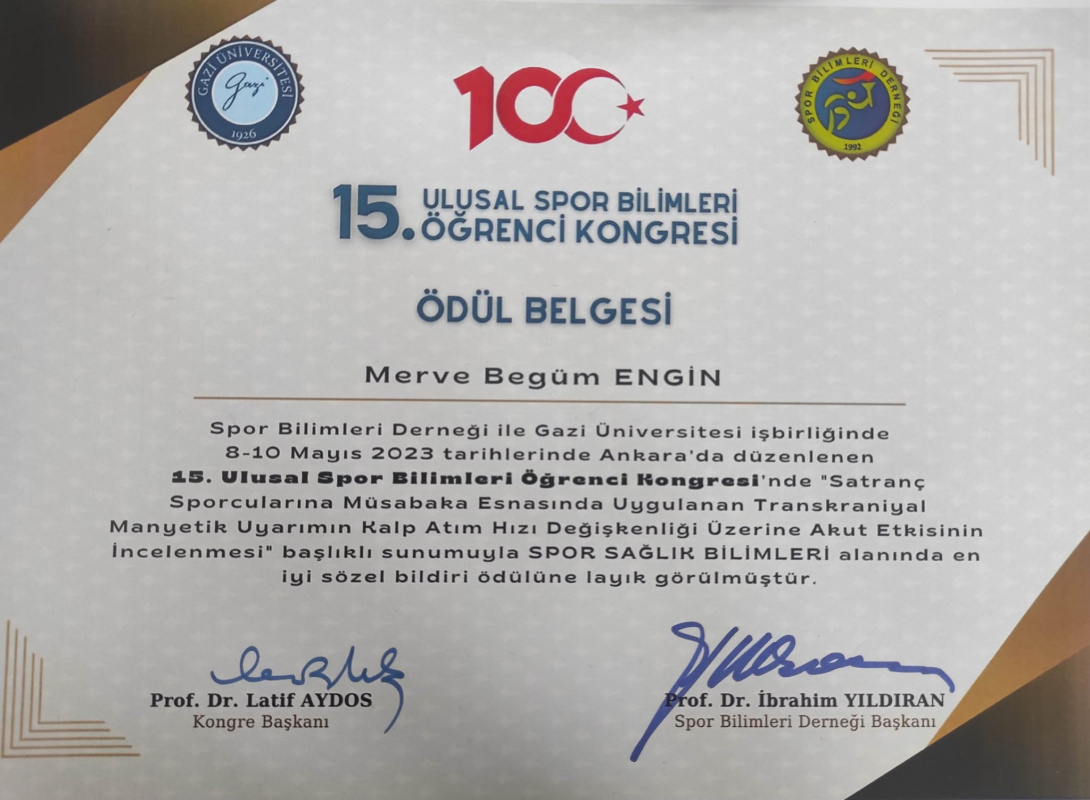 GAZİ ÜNİVERSİTESİ
Gazi
1926
100
SPOR BİLİMLERİ DERNEĞİ
1992
15. ULUSAL SPOR BİLİMLERİ
ÖĞRENCİ KONGRESİ
ÖDÜL BELGESİ
Merve Begüm ENGİN
Spor Bilimleri Derneği ile Gazi Üniversitesi işbirliğinde
8-10 Mayıs 2023 tarihlerinde Ankara'da düzenlenen
15. Ulusal Spor Bilimleri Öğrenci Kongresi'nde "Satranç
Sporcularına Müsabaka Esnasında Uygulanan Transkraniyal
Manyetik Uyarımın Kalp Atım Hızı Değişkenliği Üzerine Akut Etkisinin
İncelenmesi" başlıklı sunumuyla SPOR SAĞLIK BİLİMLERİ alanında en
iyi sözel bildiri ödülüne layık görülmüştür.
Prof. Dr. Latif AYDOS
Kongre Başkanı
Prof. Dr. İbrahim YILDIRAN
Spor Bilimleri Derneği Başkanı